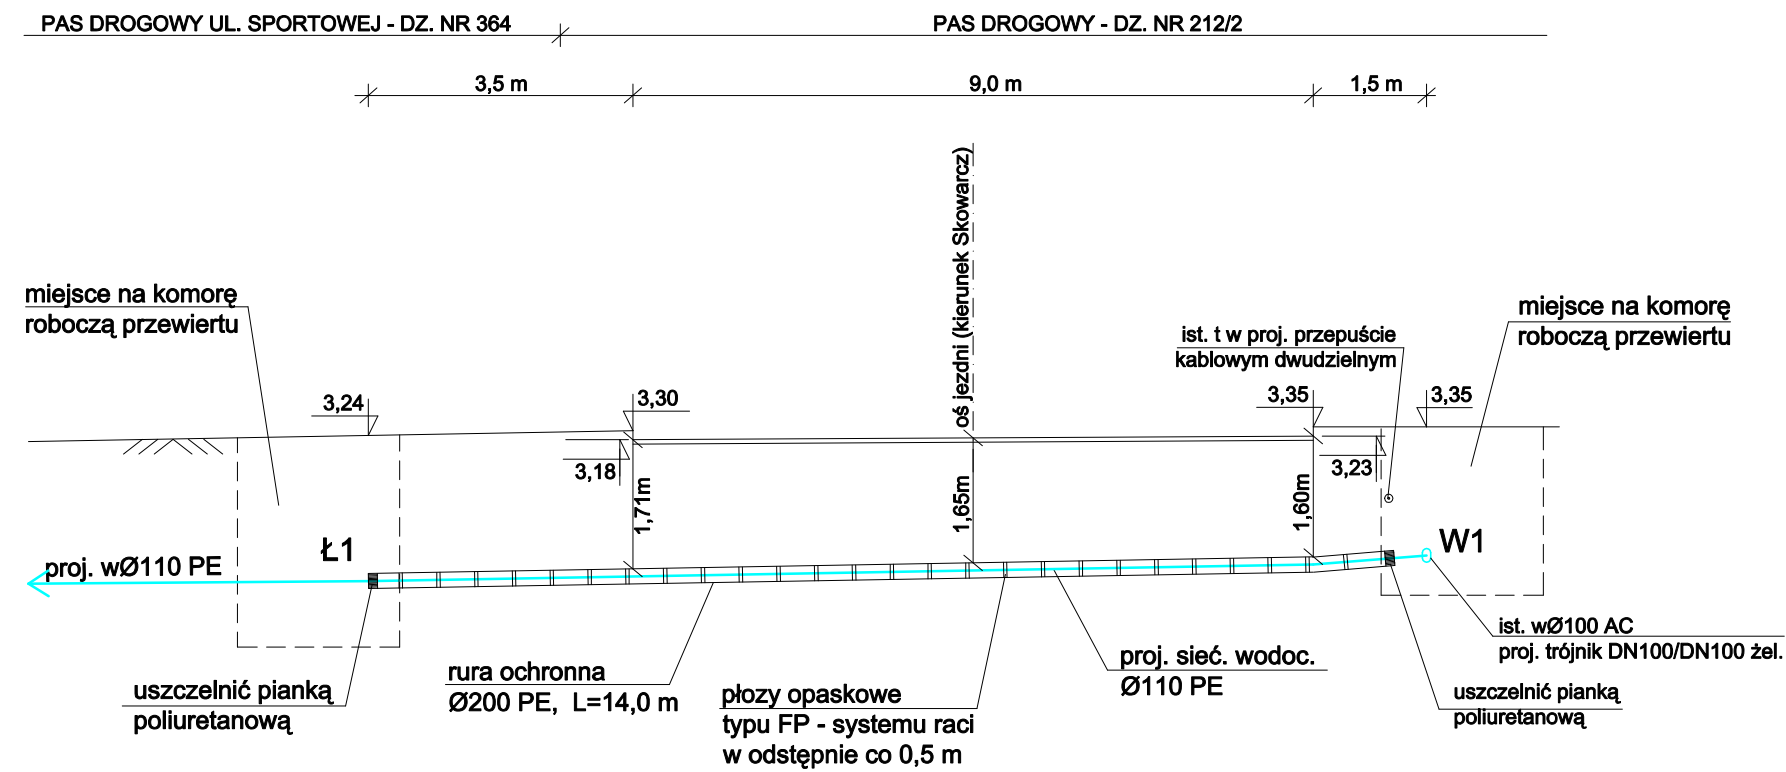 PAS DROGOWY UL. SPORTOWEJ - DZ. NR 364
PAS DROGOWY - DZ. NR 212/2
3,5 m
9,0 m
1,5 m
oś jezdni (kierunek Skowarcz)
miejsce na komorę
roboczą przewiertu
miejsce na komorę
roboczą przewiertu
ist. t w proj. przepuście
kablowym dwudzielnym
3,24
3,30
3,35
3,35
3,18
3,23
1,71m
1,65m
1,60m
Ł1
W1
proj. wØ110 PE
ist. wØ100 AC
proj. trójnik DN100/DN100 żel.
rura ochronna
Ø200 PE, L=14,0 m
proj. sieć. wodoc.
Ø110 PE
uszczelnić pianką
poliuretanową
płozy opaskowe
typu FP - systemu raci
w odstępnie co 0,5 m
uszczelnić pianką
poliuretanową